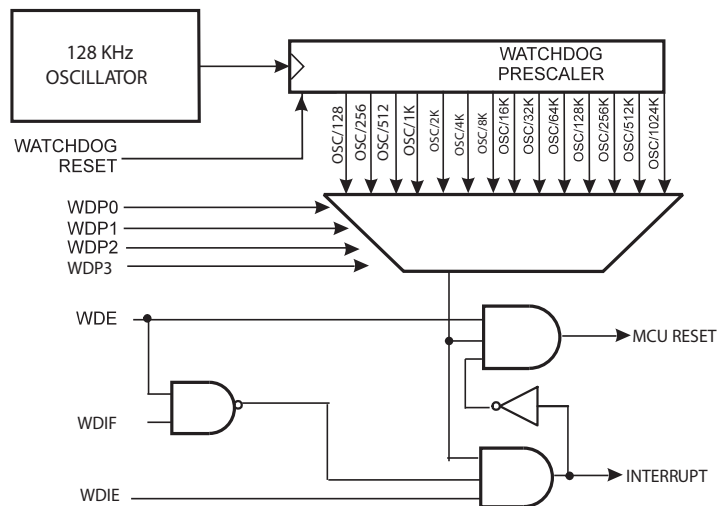 128 KHz
OSCILLATOR
WATCHDOG
PRESCALER
OSC/128
OSC/256
OSC/512
OSC/1K
OSC/2K
OSC/4K
OSC/8K
OSC/16K
OSC/32K
OSC/64K
OSC/128K
OSC/256K
OSC/512K
OSC/1024K
WATCHDOG
RESET
WDP0
WDP1
WDP2
WDP3
WDE
MCU RESET
WDIF
INTERRUPT
WDIE